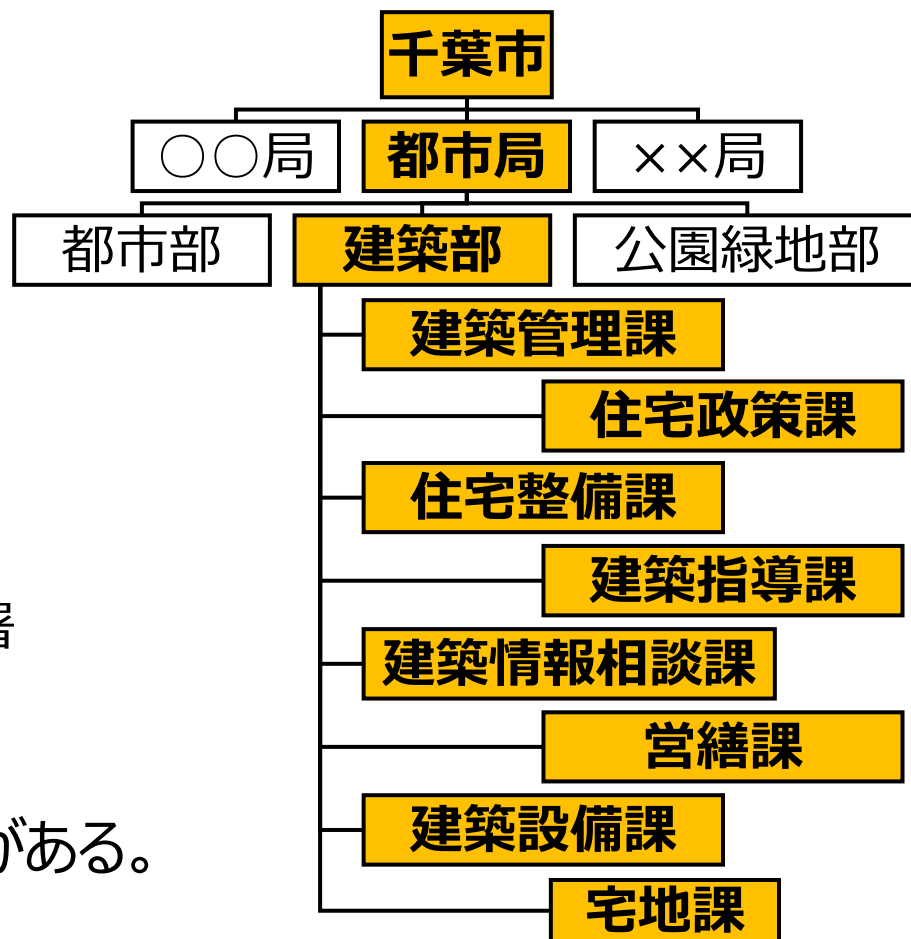 千葉市
○○局
都市局
××局
都市部
建築部
公園緑地部
建築管理課
住宅政策課
住宅整備課
建築指導課
署
建築情報相談課
営繕課
建築設備課
がある。
宅地課